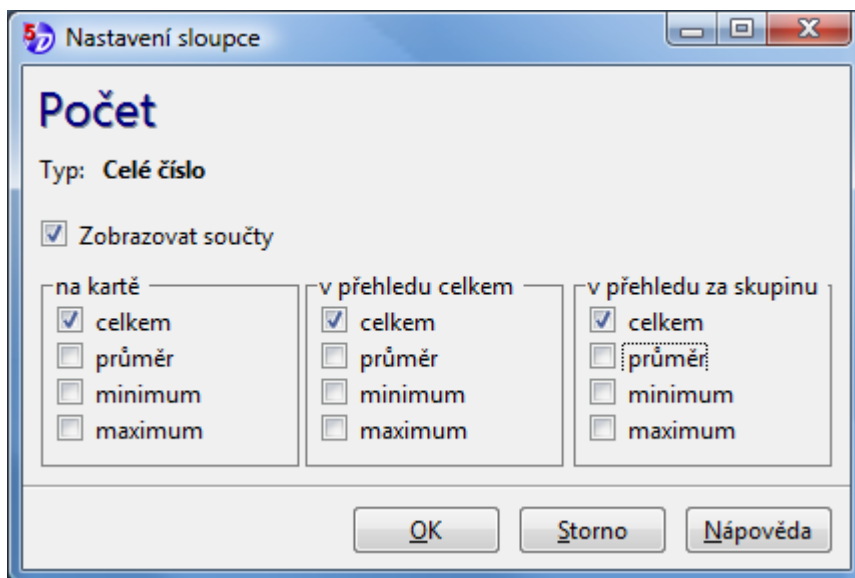 5D Nastavení sloupce
Počet
Typ: Celé číslo
Zobrazovat součty
na kartě
celkem
průměr
minimum
maximum
v přehledu celkem
celkem
průměr
minimum
maximum
v přehledu za skupinu
celkem
průměr
minimum
maximum
OK Storno Nápověda